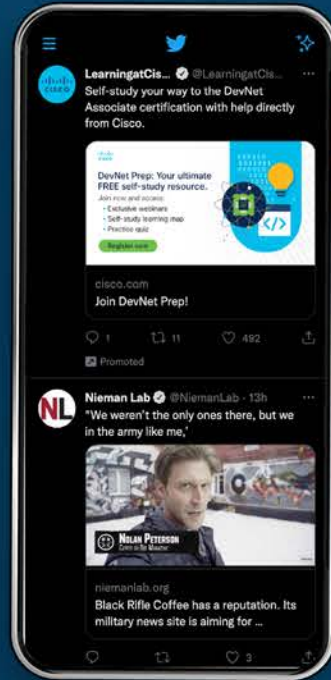 LearningatCis... @LearningatCis...
Self-study your way to the DevNet
Associate certification with help directly
from Cisco.
CISCO
DevNet Prep: Your ultimate
FREE self-study resource.
Join now and access:
• Exclusive webinars
• Self-study learning map
• Practice quiz
Register now
</>
cisco.com
Join DevNet Prep!
1 11 492
Promoted
NL
Nieman Lab @NiemanLab · 13h
"We weren't the only ones there, but we
in the army like me,'
NOLAN PETERSON
niemanlab.org
Black Rifle Coffee has a reputation. Its
military news site is aiming for ...
3